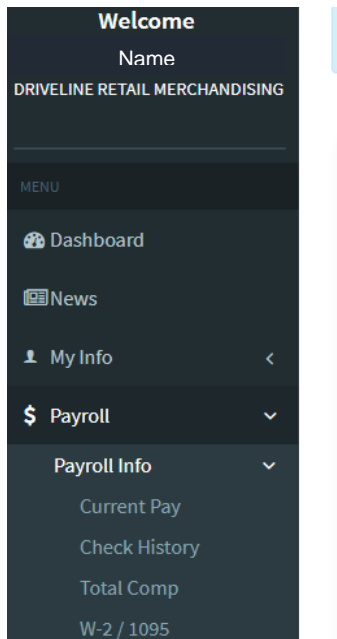 Welcome
Name
DRIVELINE RETAIL MERCHANDISING
MENU
Dashboard
News
My Info
$ Payroll
Payroll Info
Current Pay
Check History
Total Comp
W-2 / 1095